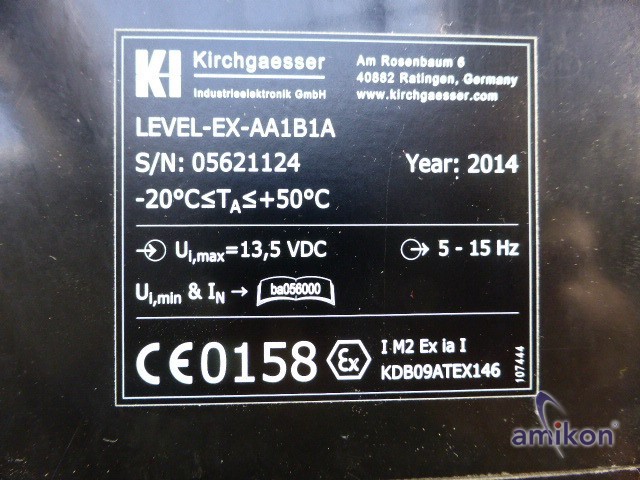 KI Kirchgaesser
Industrieelektronik GmbH
Am Rosenbaum 6
40882 Ratingen, Germany
www.kirchgaesser.com
LEVEL-EX-AA1B1A
S/N: 05621124 Year: 2014
-20°C≤TA≤+50°C
Ui,max=13,5 VDC 5 - 15 Hz
Ui,min & IN → ba056000
CE0158 Ex I M2 Ex ia I
KDB09ATEX146
107444
amikon